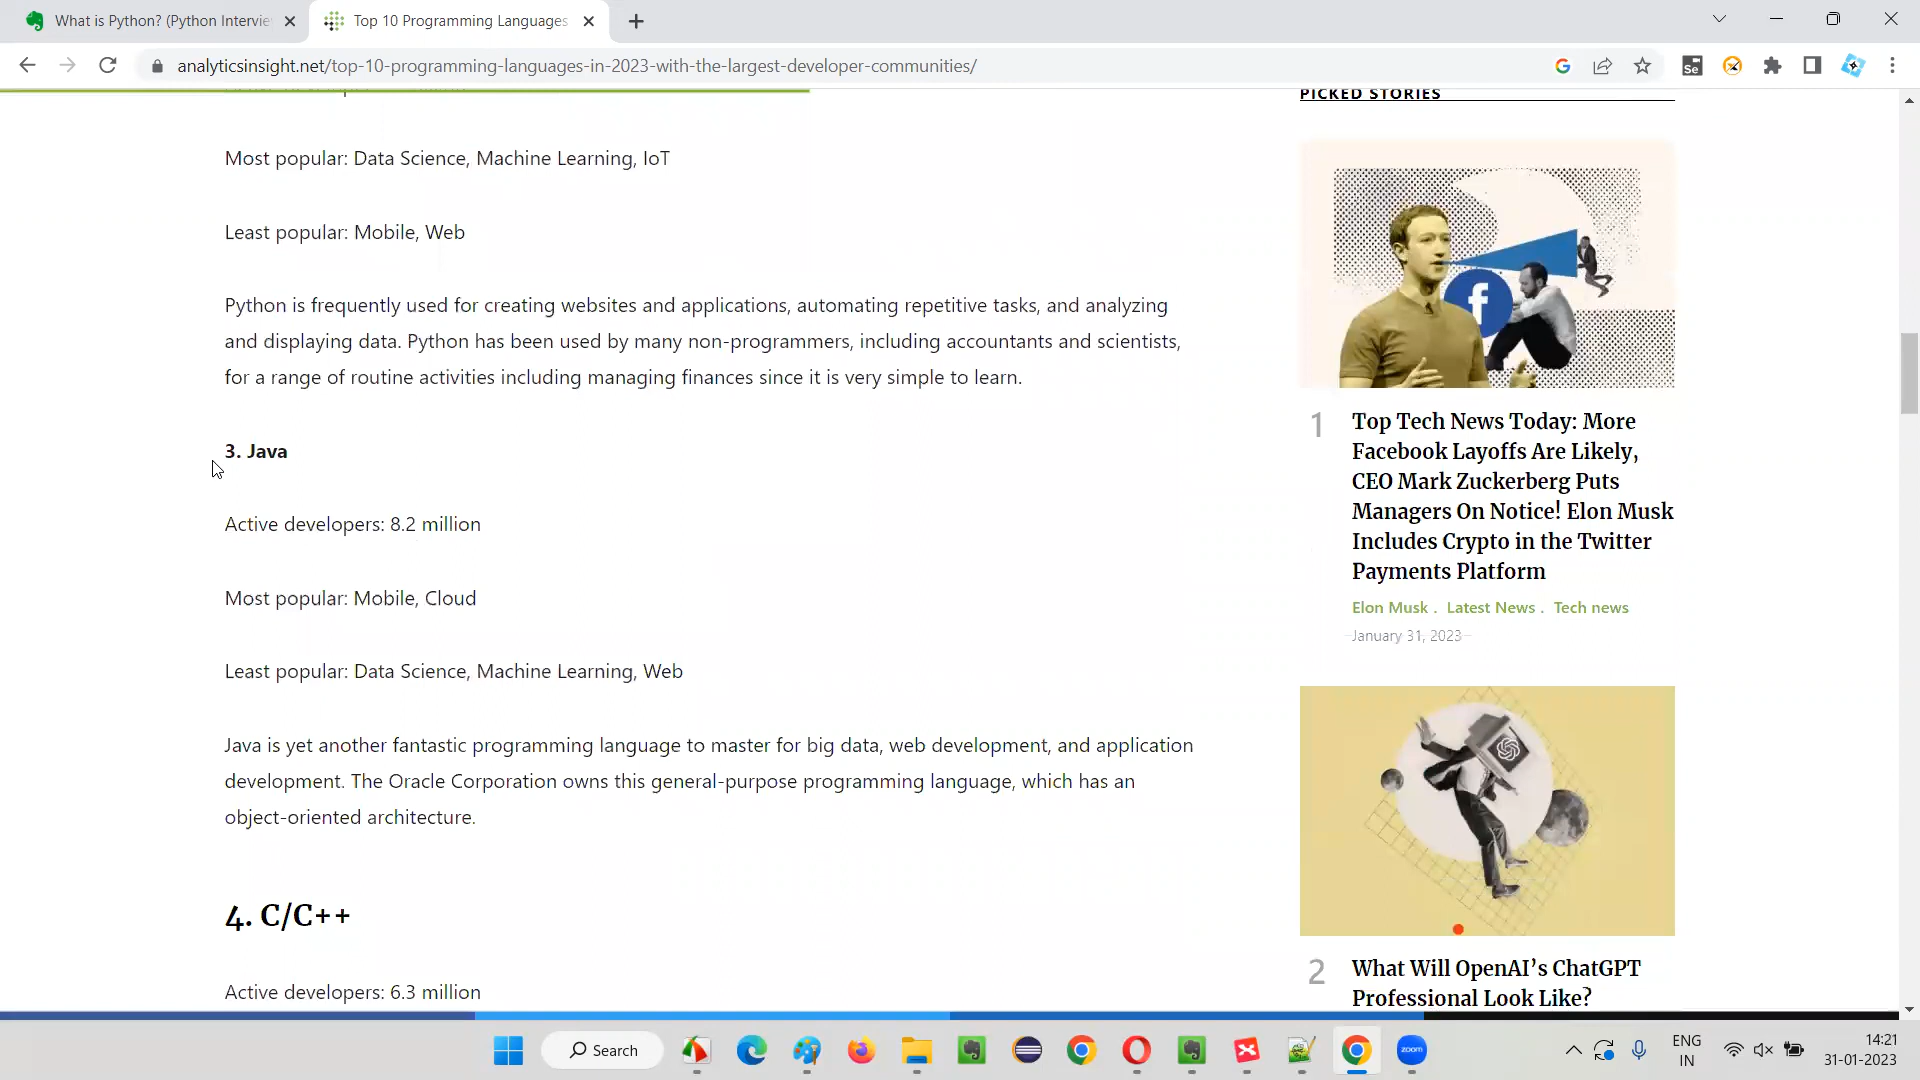 What is Python? (Python Intervie
Top 10 Programming Languages
analyticsinsight.net/top-10-programming-languages-in-2023-with-the-largest-developer-communities/
Se
PICKED STORIES
Most popular: Data Science, Machine Learning, IoT
Least popular: Mobile, Web
Python is frequently used for creating websites and applications, automating repetitive tasks, and analyzing
and displaying data. Python has been used by many non-programmers, including accountants and scientists,
for a range of routine activities including managing finances since it is very simple to learn.
3. Java
Active developers: 8.2 million
Most popular: Mobile, Cloud
Least popular: Data Science, Machine Learning, Web
Java is yet another fantastic programming language to master for big data, web development, and application
development. The Oracle Corporation owns this general-purpose programming language, which has an
object-oriented architecture.
4. C/C++
Active developers: 6.3 million
1
Top Tech News Today: More
Facebook Layoffs Are Likely,
CEO Mark Zuckerberg Puts
Managers On Notice! Elon Musk
Includes Crypto in the Twitter
Payments Platform
Elon Musk . Latest News . Tech news
January 31, 2023
2
What Will OpenAI’s ChatGPT
Professional Look Like?
Search
zoom
ENG
IN
14:21
31-01-2023